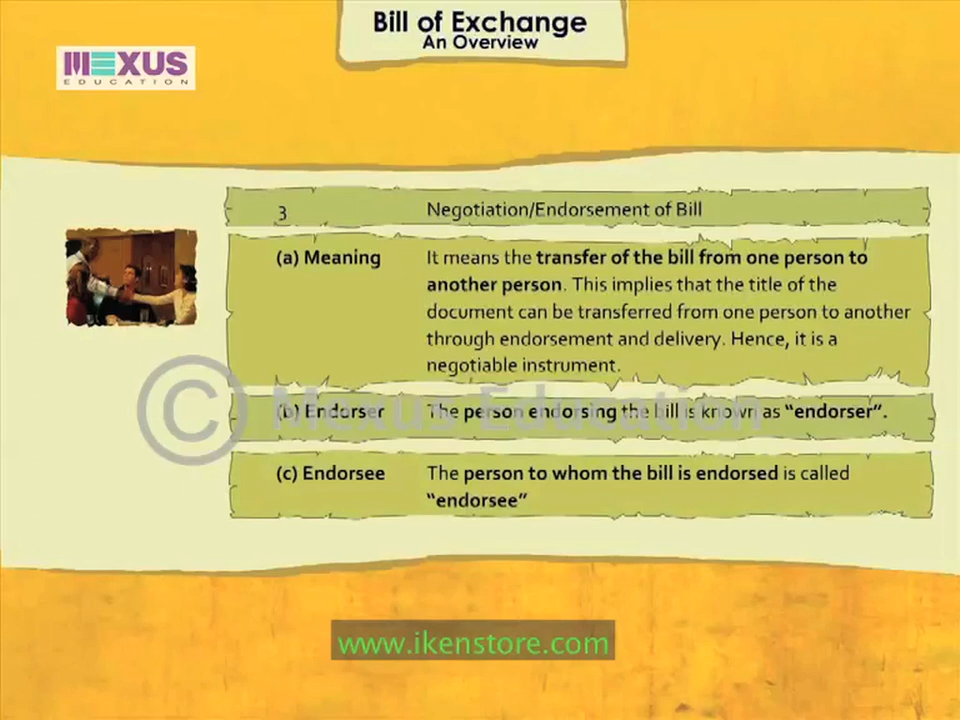 Bill of Exchange
An Overview
MEXUS
EDUCATION
3 Negotiation/Endorsement of Bill
(a) Meaning It means the transfer of the bill from one person to
another person. This implies that the title of the
document can be transferred from one person to another
through endorsement and delivery. Hence, it is a
negotiable instrument.
© Mexus Education
(b) Endorser The person endorsing the bill is known as “endorser”.
(c) Endorsee The person to whom the bill is endorsed is called
“endorsee”
www.ikenstore.com